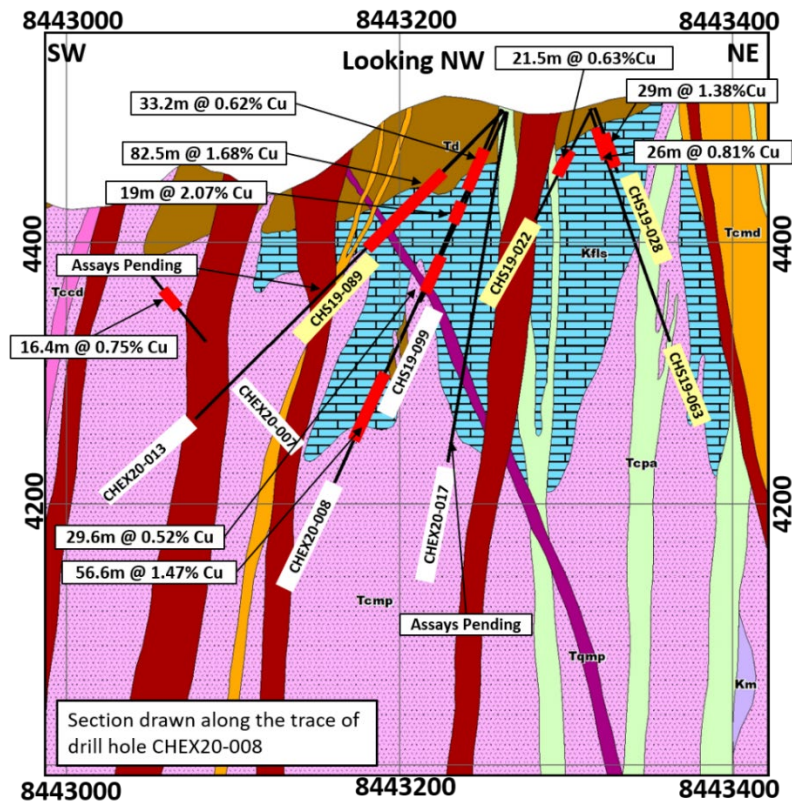 8443000
8443200
8443400
SW
Looking NW
NE
21.5m @ 0.63%Cu
29m @ 1.38%Cu
33.2m @ 0.62% Cu
26m @ 0.81%Cu
82.5m @ 1.68% Cu
Td
19m @ 2.07% Cu
CHS19-028
CHS19-022
Tcmd
4400
4400
Kfls
Assays Pending
Tccd
CHS19-089
16.4m @ 0.75% Cu
CHS19-099
CHS19-063
CHEX20-007
CHEX20-013
Tcpa
CHEX20-008
CHEX20-017
4200
4200
29.6m @ 0.52% Cu
56.6m @ 1.47% Cu
Tcmp
Assays Pending
Tqmp
Km
Section drawn along the trace of
drill hole CHEX20-008
8443000
8443200
8443400